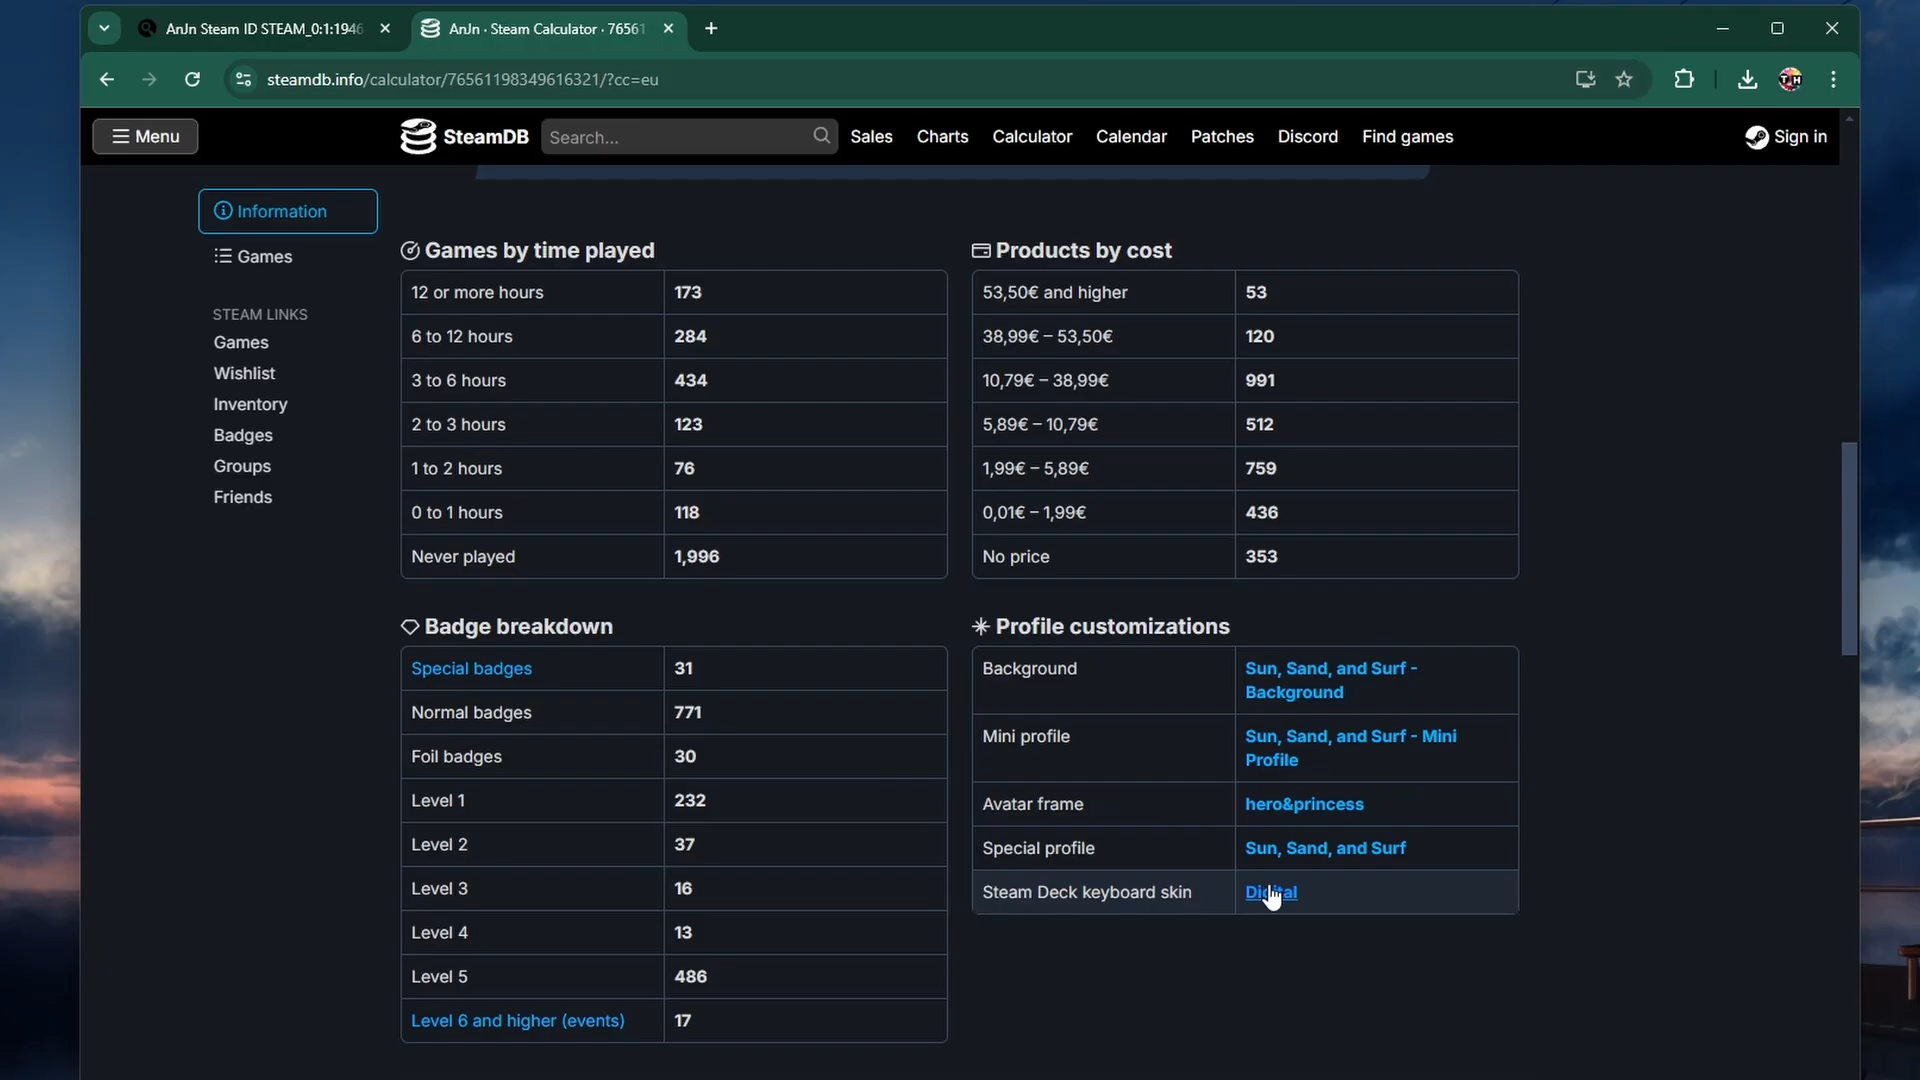 AnJn Steam ID STEAM_0:1:1946
AnJn · Steam Calculator · 76561
steamdb.info/calculator/76561198349616321/?cc=eu
Menu
SteamDB
Search...
Sales
Charts
Calculator
Calendar
Patches
Discord
Find games
Sign in
Information
Games
STEAM LINKS
Games
Wishlist
Inventory
Badges
Groups
Friends
Games by time played
12 or more hours 173
6 to 12 hours 284
3 to 6 hours 434
2 to 3 hours 123
1 to 2 hours 76
0 to 1 hours 118
Never played 1,996
Products by cost
53,50€ and higher 53
38,99€ – 53,50€ 120
10,79€ – 38,99€ 991
5,89€ – 10,79€ 512
1,99€ – 5,89€ 759
0,01€ – 1,99€ 436
No price 353
Badge breakdown
Special badges 31
Normal badges 771
Foil badges 30
Level 1 232
Level 2 37
Level 3 16
Level 4 13
Level 5 486
Level 6 and higher (events) 17
Profile customizations
Background Sun, Sand, and Surf -
Background
Mini profile Sun, Sand, and Surf - Mini
Profile
Avatar frame hero&princess
Special profile Sun, Sand, and Surf
Steam Deck keyboard skin Digital